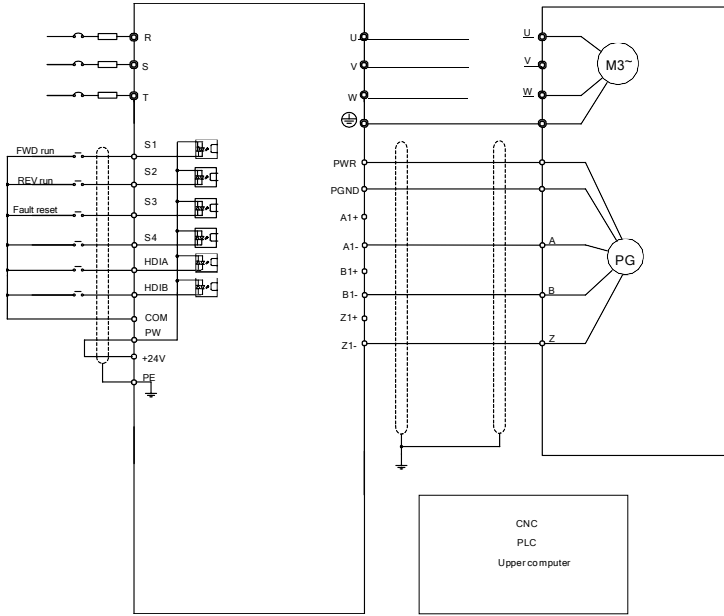 R
S
T
U
V
W
U
V
W
M3~
FWD run
REV run
Fault reset
S1
S2
S3
S4
HDIA
HDIB
COM
PW
+24V
PE
PWR
PGND
A1+
A1-
B1+
B1-
Z1+
Z1-
A
B
Z
PG
CNC
PLC
Upper computer